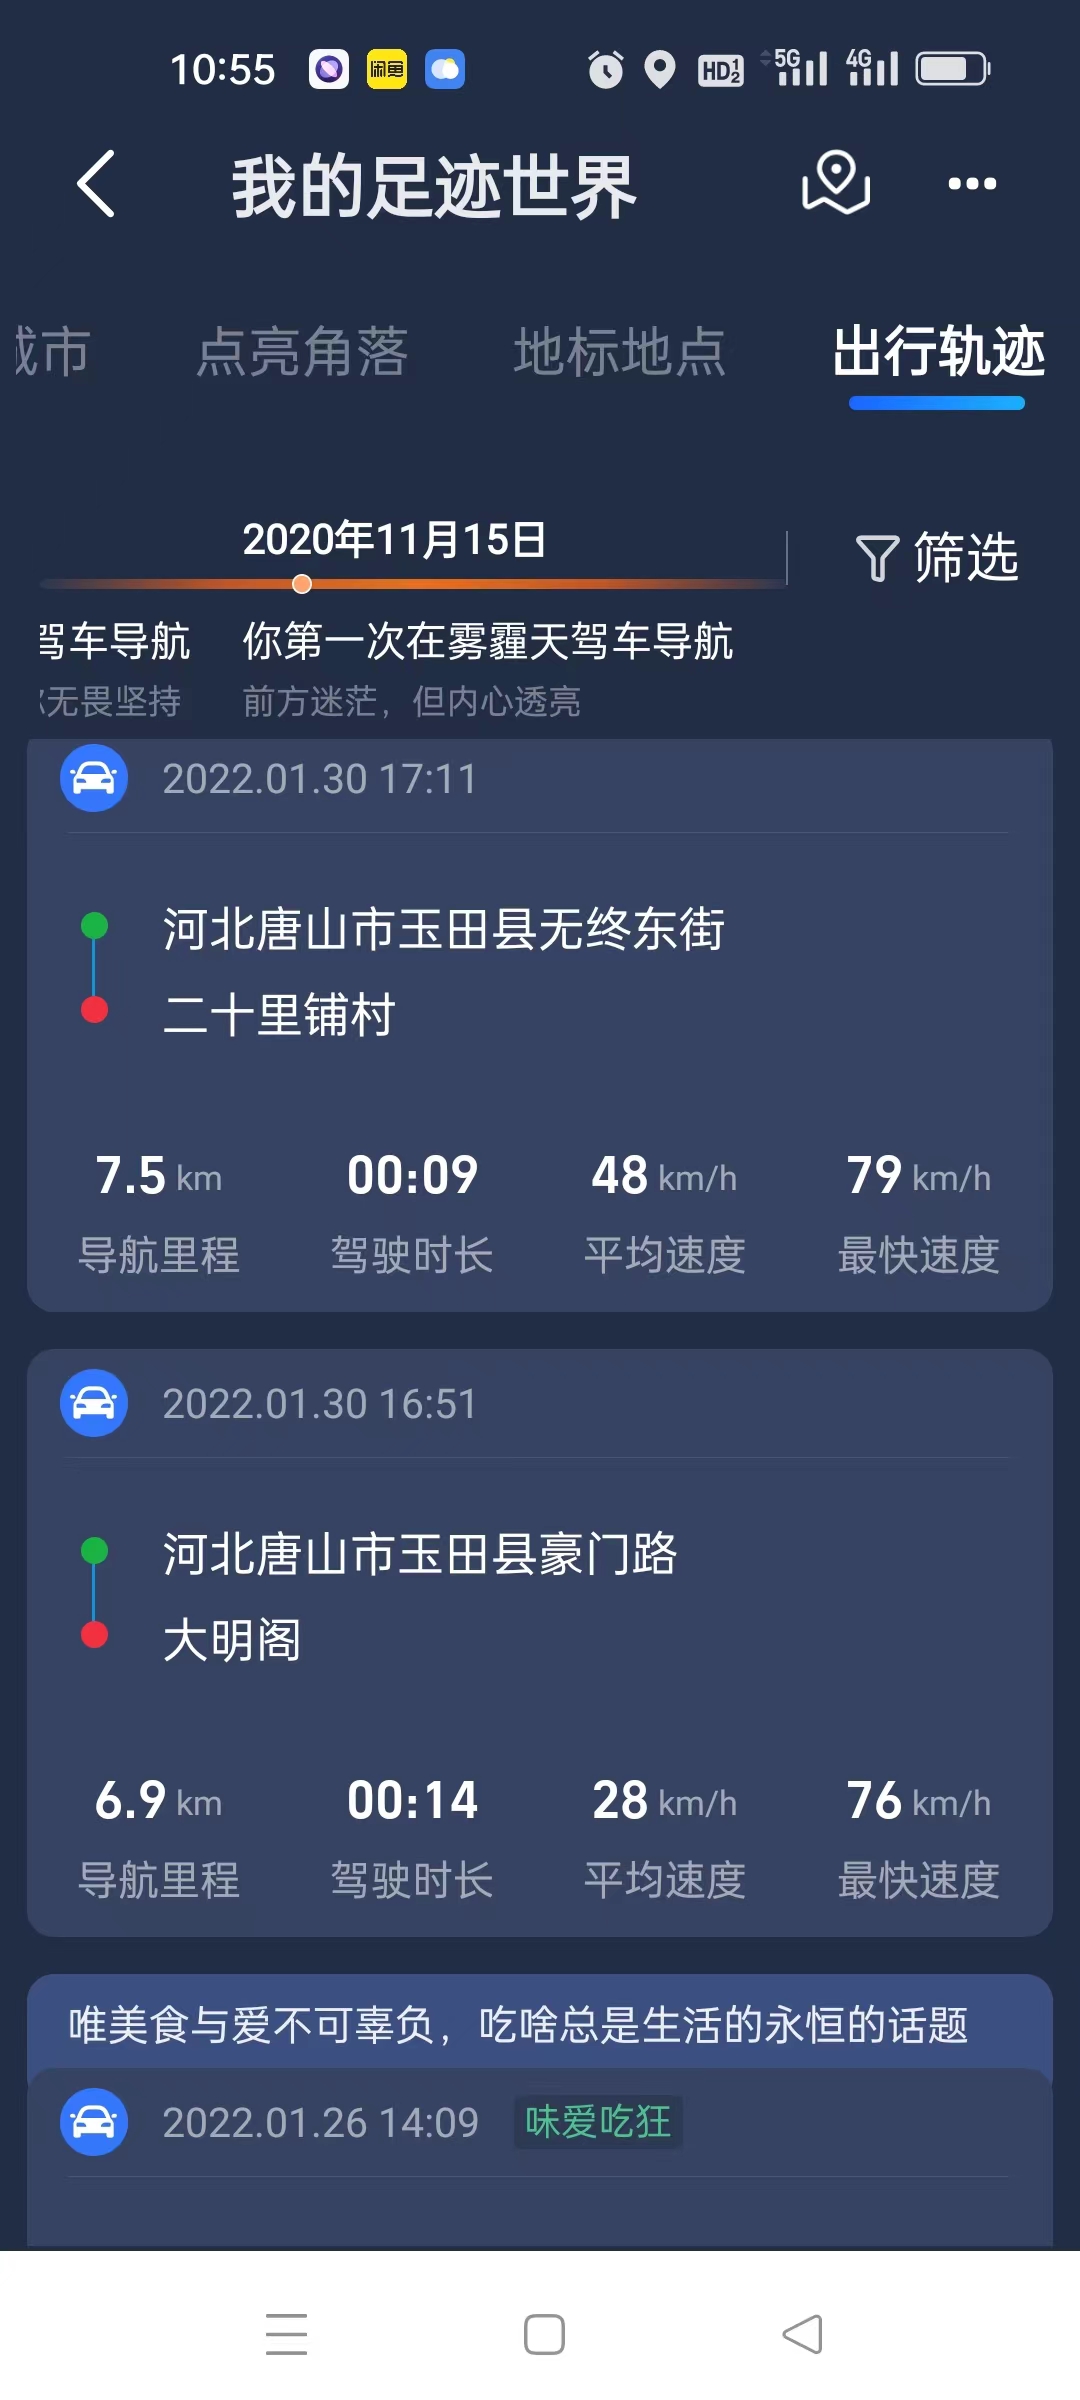 10:55 闲鱼 HD 1 2 5G 4G
我的足迹世界
城市 点亮角落 地标地点 出行轨迹
2020年11月15日
筛选
驾车导航 你第一次在雾霾天驾车导航
无畏坚持 前方迷茫，但内心透亮
2022.01.30 17:11
河北唐山市玉田县无终东街
二十里铺村
7.5 km 00:09 48 km/h 79 km/h
导航里程 驾驶时长 平均速度 最快速度
2022.01.30 16:51
河北唐山市玉田县豪门路
大明阁
6.9 km 00:14 28 km/h 76 km/h
导航里程 驾驶时长 平均速度 最快速度
唯美食与爱不可辜负，吃啥总是生活的永恒的话题
2022.01.26 14:09 味爱吃狂